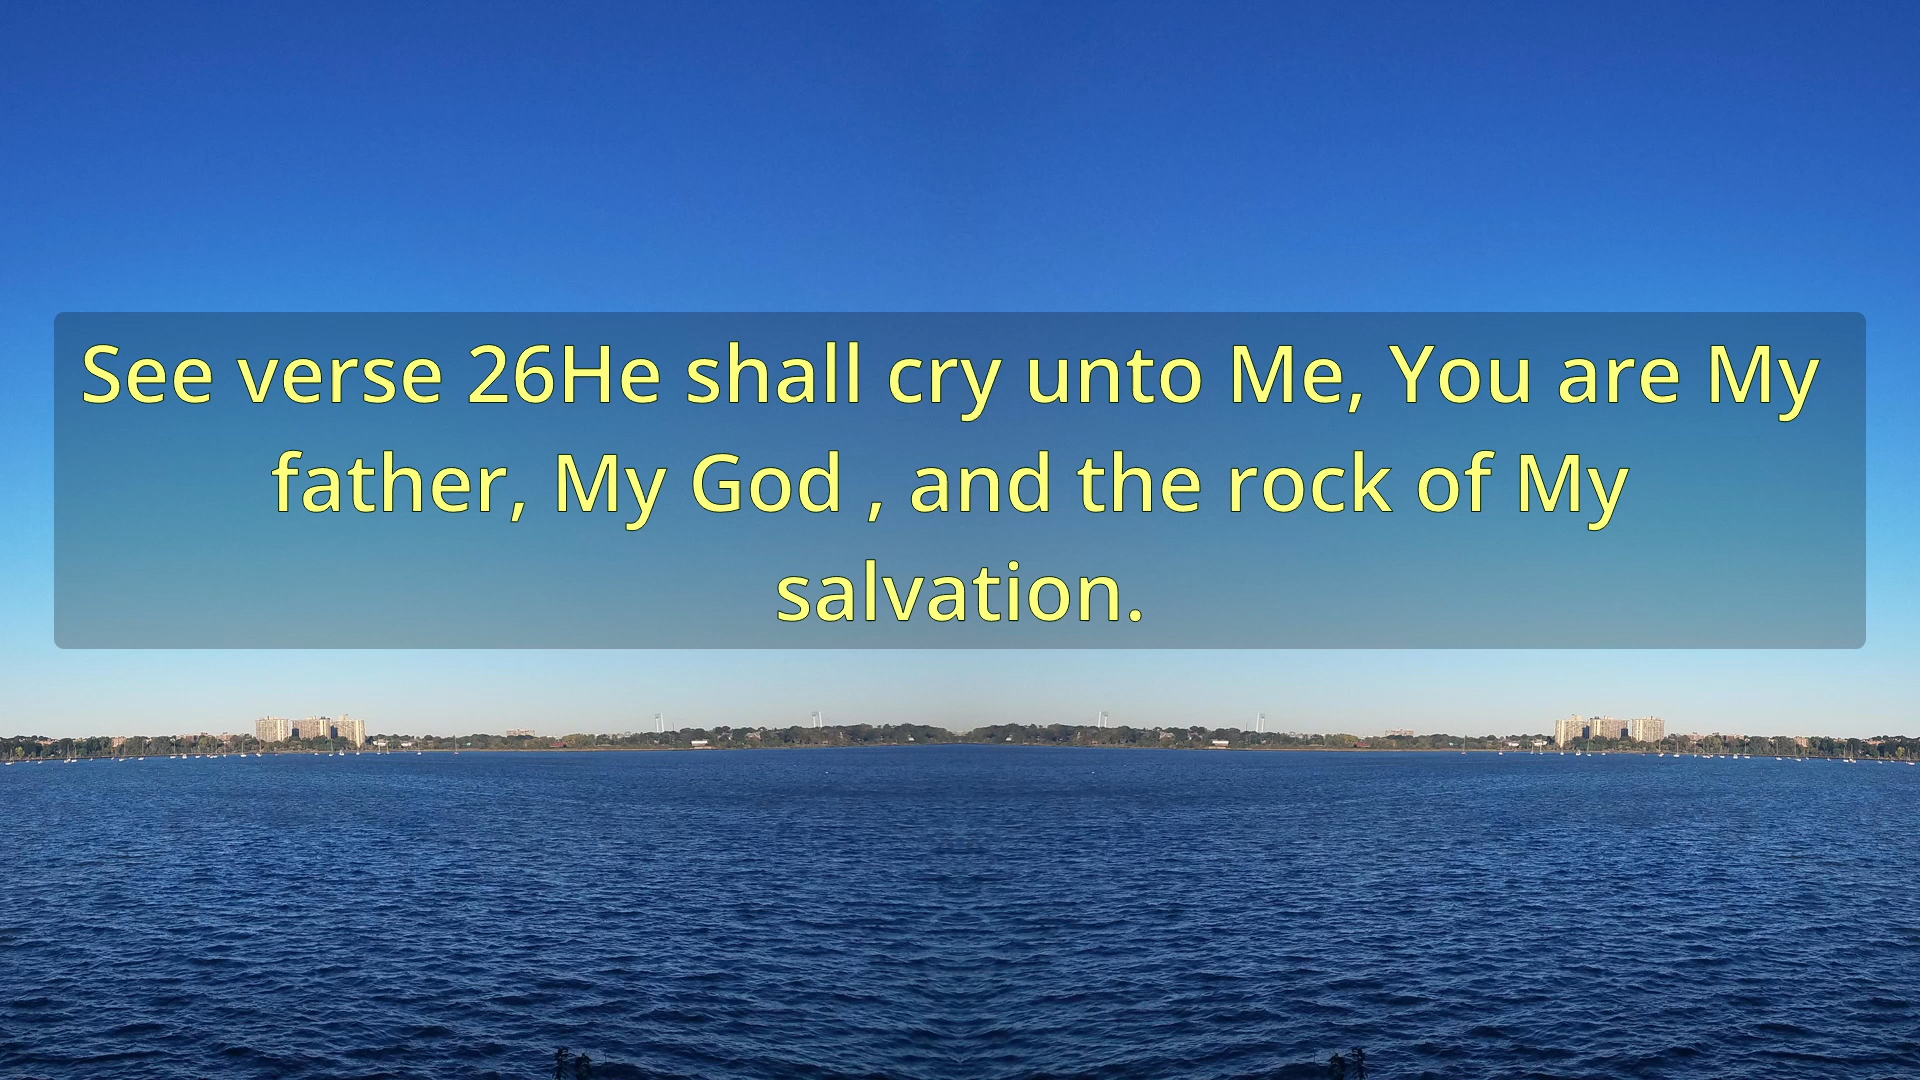 See verse 26He shall cry unto Me, You are My
father, My God , and the rock of My
salvation.